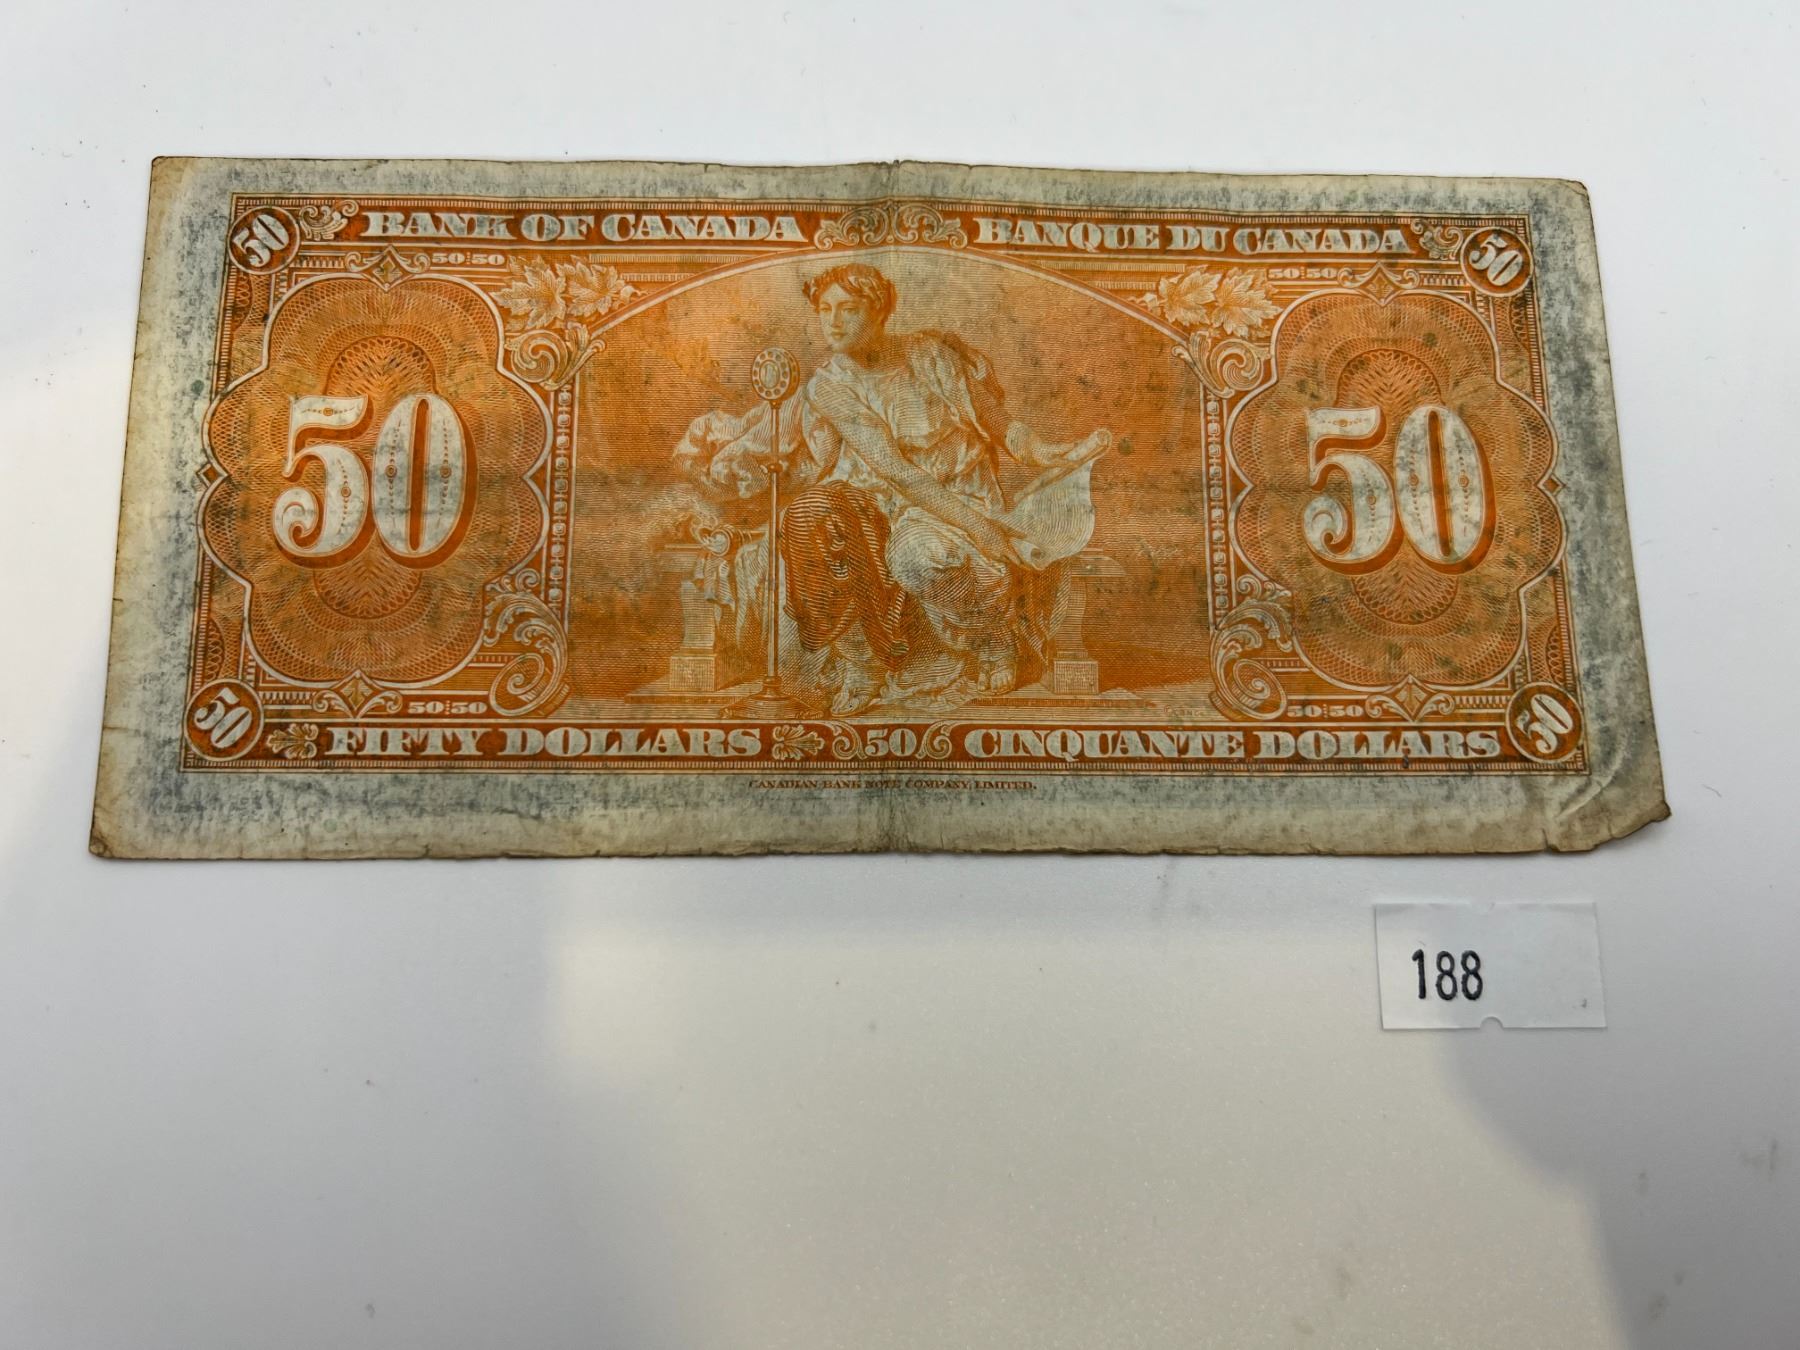 50 BANK OF CANADA BANQUE DU CANADA 50
50:50 50:50
50 50
50:50 50:50
50 FIFTY DOLLARS 50 CINQUANTE DOLLARS 50
CANADIAN BANK NOTE COMPANY, LIMITED.
188